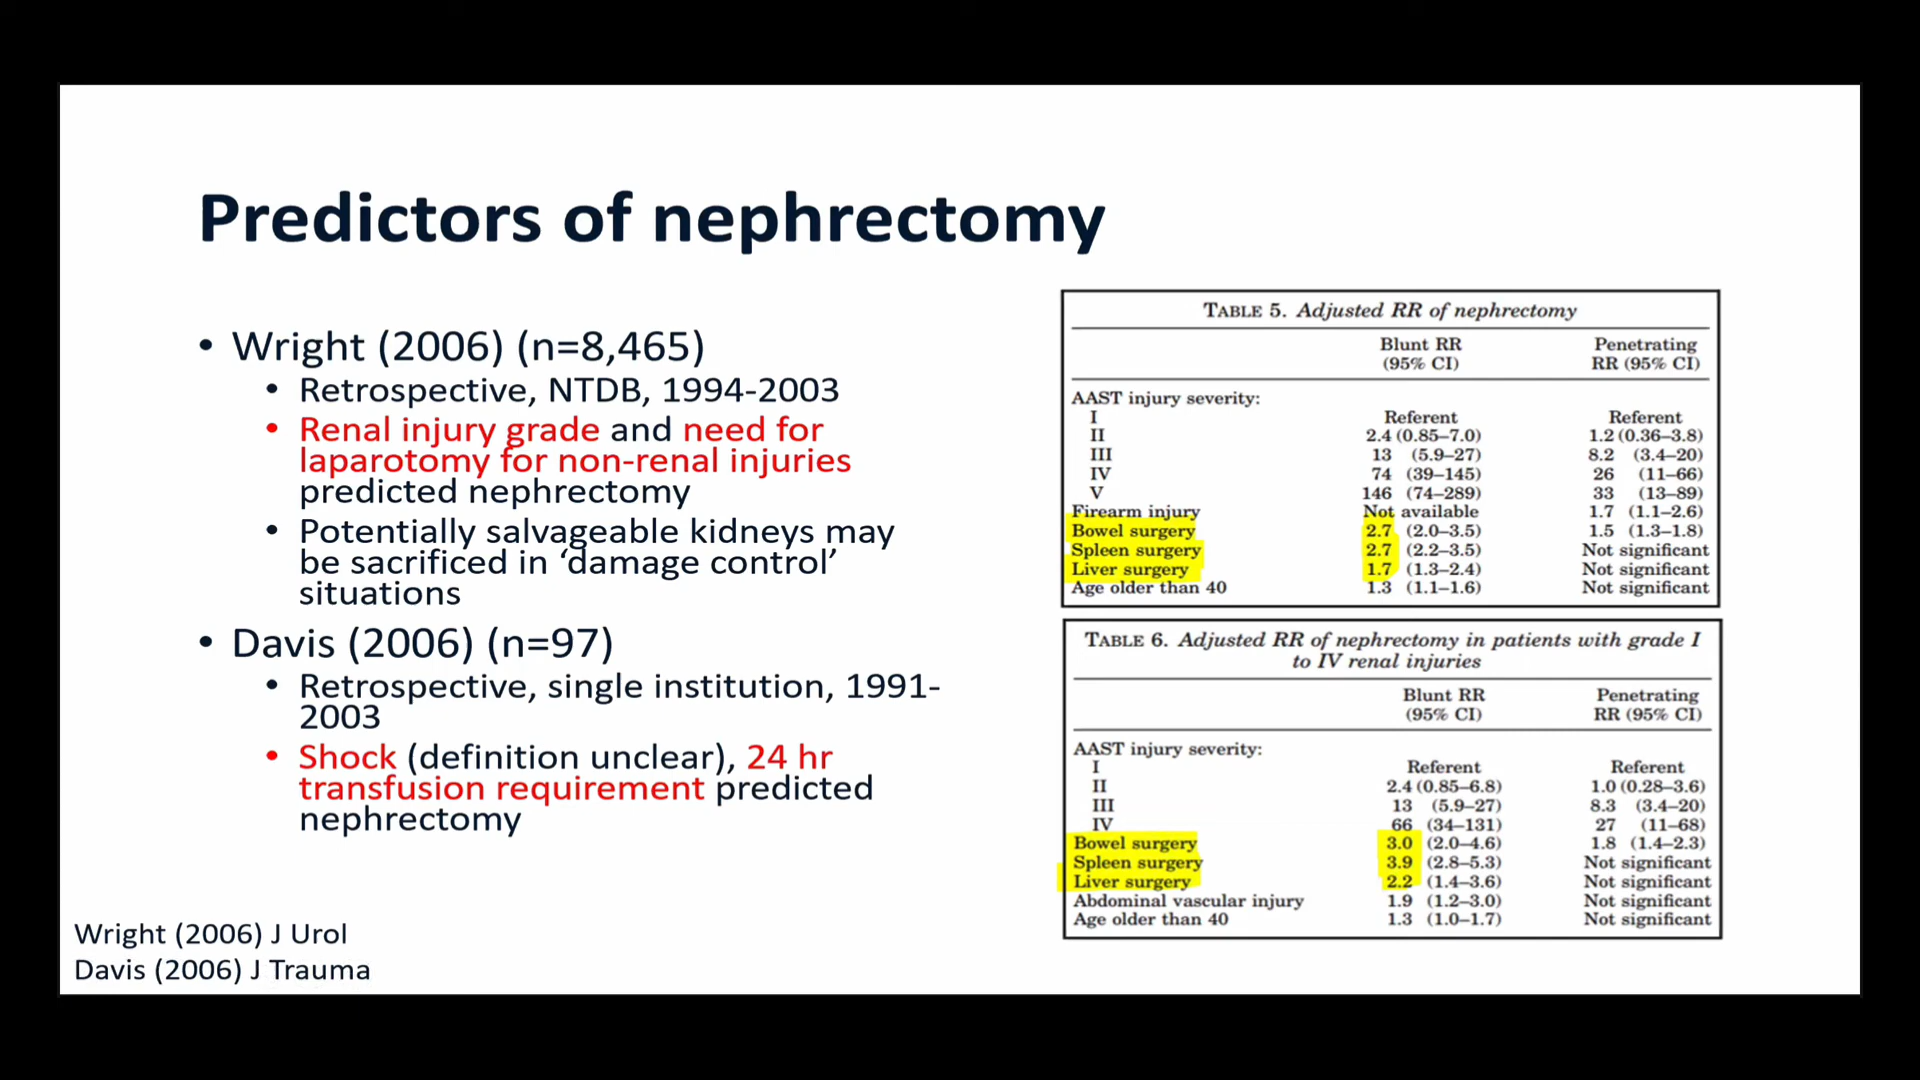 Predictors of nephrectomy
• Wright (2006) (n=8,465)
• Retrospective, NTDB, 1994-2003
• Renal injury grade and need for
laparotomy for non-renal injuries
predicted nephrectomy
• Potentially salvageable kidneys may
be sacrificed in ‘damage control’
situations
• Davis (2006) (n=97)
• Retrospective, single institution, 1991-
2003
• Shock (definition unclear), 24 hr
transfusion requirement predicted
nephrectomy
Wright (2006) J Urol
Davis (2006) J Trauma
TABLE 5. Adjusted RR of nephrectomy
Blunt RR Penetrating
(95% CI) RR (95% CI)
AAST injury severity:
I Referent Referent
II 2.4 (0.85–7.0) 1.2 (0.36–3.8)
III 13 (5.9–27) 8.2 (3.4–20)
IV 74 (39–145) 26 (11–66)
V 146 (74–289) 33 (13–89)
Firearm injury Not available 1.7 (1.1–2.6)
Bowel surgery 2.7 (2.0–3.5) 1.5 (1.3–1.8)
Spleen surgery 2.7 (2.2–3.5) Not significant
Liver surgery 1.7 (1.3–2.4) Not significant
Age older than 40 1.3 (1.1–1.6) Not significant
TABLE 6. Adjusted RR of nephrectomy in patients with grade I
to IV renal injuries
Blunt RR Penetrating
(95% CI) RR (95% CI)
AAST injury severity:
I Referent Referent
II 2.4 (0.85–6.8) 1.0 (0.28–3.6)
III 13 (5.9–27) 8.3 (3.4–20)
IV 66 (34–131) 27 (11–68)
Bowel surgery 3.0 (2.0–4.6) 1.8 (1.4–2.3)
Spleen surgery 3.9 (2.8–5.3) Not significant
Liver surgery 2.2 (1.4–3.6) Not significant
Abdominal vascular injury 1.9 (1.2–3.0) Not significant
Age older than 40 1.3 (1.0–1.7) Not significant